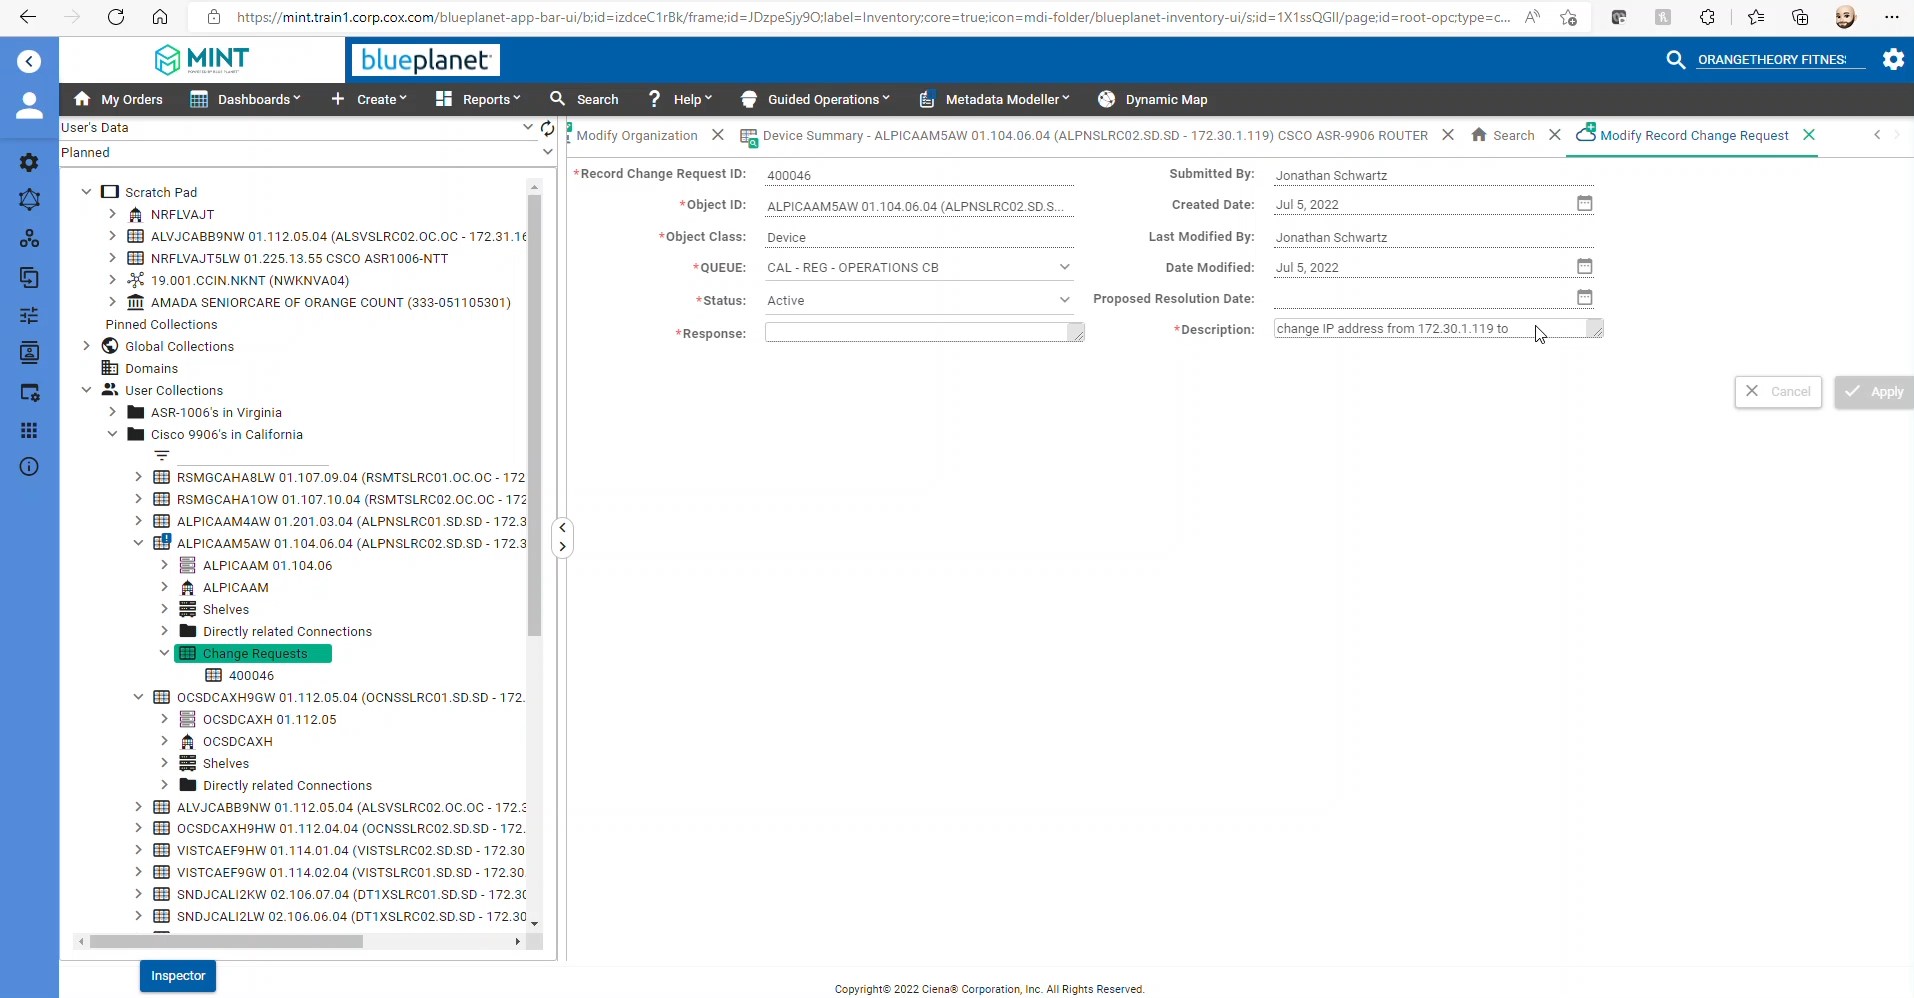 https://mint.train1.corp.cox.com/blueplanet-app-bar-ui/b;id=izdceC1rBk/frame;id=JDzpeSjy9O;label=Inventory;core=true;icon=mdi-folder/blueplanet-inventory-ui/s;id=1X1ssQGII/page;id=root-opc;type=c...
MINT
blueplanet
ORANGETHEORY FITNES
My Orders
Dashboards
Create
Reports
Search
Help
Guided Operations
Metadata Modeller
Dynamic Map
User's Data
Planned
Modify Organization
Device Summary - ALPICAAM5AW 01.104.06.04 (ALPNSLRC02.SD.SD - 172.30.1.119) CSCO ASR-9906 ROUTER
Search
Modify Record Change Request
Scratch Pad
NRFLVAJT
ALVJCABB9NW 01.112.05.04 (ALSVSLRC02.OC.OC - 172.31.16
NRFLVAJT5LW 01.225.13.55 CSCO ASR1006-NTT
19.001.CCIN.NKNT (NWKNVA04)
AMADA SENIORCARE OF ORANGE COUNT (333-051105301)
Pinned Collections
Global Collections
Domains
User Collections
ASR-1006's in Virginia
Cisco 9906's in California
RSMGCAHA8LW 01.107.09.04 (RSMTSLRC01.OC.OC - 172
RSMGCAHA1OW 01.107.10.04 (RSMTSLRC02.OC.OC - 172
ALPICAAM4AW 01.201.03.04 (ALPNSLRC01.SD.SD - 172.3
ALPICAAM5AW 01.104.06.04 (ALPNSLRC02.SD.SD - 172.3
ALPICAAM 01.104.06
ALPICAAM
Shelves
Directly related Connections
Change Requests
400046
OCSDCAXH9GW 01.112.05.04 (OCNSSLRC01.SD.SD - 172.
OCSDCAXH 01.112.05
OCSDCAXH
Shelves
Directly related Connections
ALVJCABB9NW 01.112.05.04 (ALSVSLRC02.OC.OC - 172.3
OCSDCAXH9HW 01.112.04.04 (OCNSSLRC02.SD.SD - 172.
VISTCAEF9HW 01.114.01.04 (VISTSLRC02.SD.SD - 172.30
VISTCAEF9GW 01.114.02.04 (VISTSLRC01.SD.SD - 172.30.
SNDJCALI2KW 02.106.07.04 (DT1XSLRC01.SD.SD - 172.30
SNDJCALI2LW 02.106.06.04 (DT1XSLRC02.SD.SD - 172.30
Inspector
*Record Change Request ID: 400046
*Object ID: ALPICAAM5AW 01.104.06.04 (ALPNSLRC02.SD.S...
*Object Class: Device
*QUEUE: CAL - REG - OPERATIONS CB
*Status: Active
*Response:
Submitted By: Jonathan Schwartz
Created Date: Jul 5, 2022
Last Modified By: Jonathan Schwartz
Date Modified: Jul 5, 2022
Proposed Resolution Date:
*Description: change IP address from 172.30.1.119 to
Cancel
Apply
Copyright© 2022 Ciena® Corporation, Inc. All Rights Reserved.